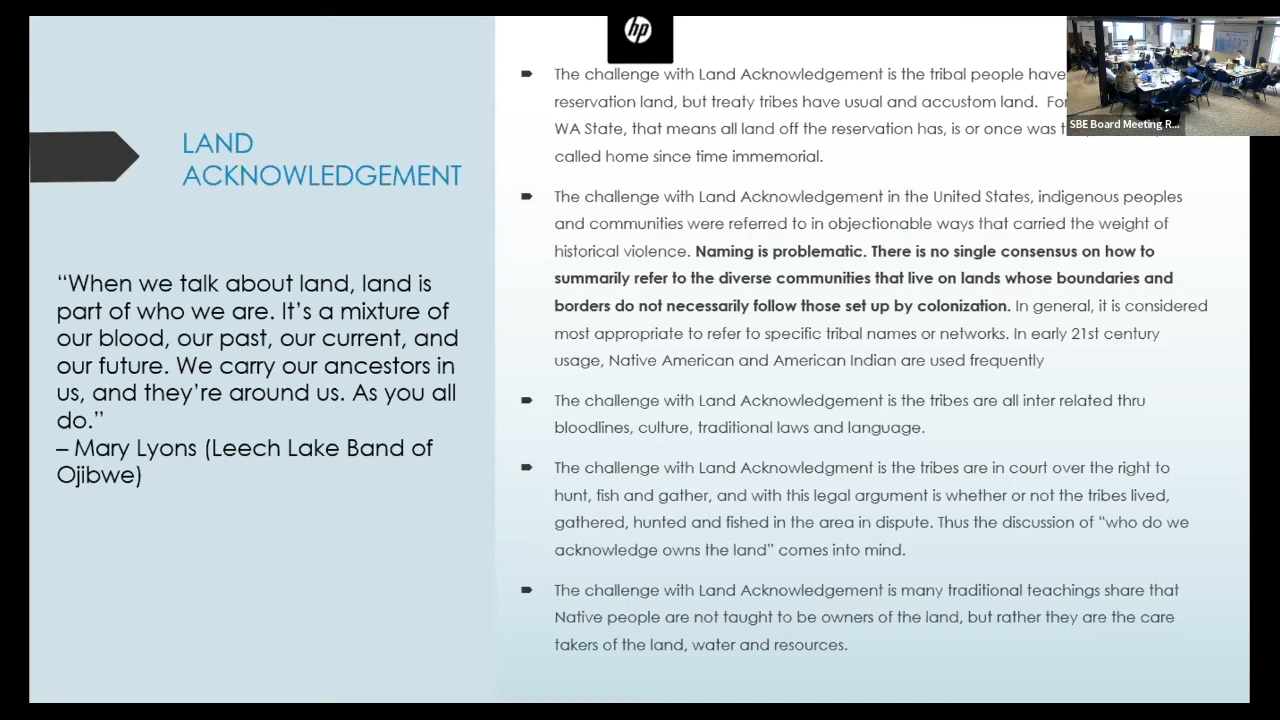 hp
SBE Board Meeting R...
LAND
ACKNOWLEDGEMENT
“When we talk about land, land is
part of who we are. It’s a mixture of
our blood, our past, our current, and
our future. We carry our ancestors in
us, and they’re around us. As you all
do.”
– Mary Lyons (Leech Lake Band of
Ojibwe)
The challenge with Land Acknowledgement is the tribal people have
reservation land, but treaty tribes have usual and accustom land. For
WA State, that means all land off the reservation has, is or once was
called home since time immemorial.
The challenge with Land Acknowledgement in the United States, indigenous peoples
and communities were referred to in objectionable ways that carried the weight of
historical violence. Naming is problematic. There is no single consensus on how to
summarily refer to the diverse communities that live on lands whose boundaries and
borders do not necessarily follow those set up by colonization. In general, it is considered
most appropriate to refer to specific tribal names or networks. In early 21st century
usage, Native American and American Indian are used frequently
The challenge with Land Acknowledgement is the tribes are all inter related thru
bloodlines, culture, traditional laws and language.
The challenge with Land Acknowledgment is the tribes are in court over the right to
hunt, fish and gather, and with this legal argument is whether or not the tribes lived,
gathered, hunted and fished in the area in dispute. Thus the discussion of “who do we
acknowledge owns the land” comes into mind.
The challenge with Land Acknowledgement is many traditional teachings share that
Native people are not taught to be owners of the land, but rather they are the care
takers of the land, water and resources.